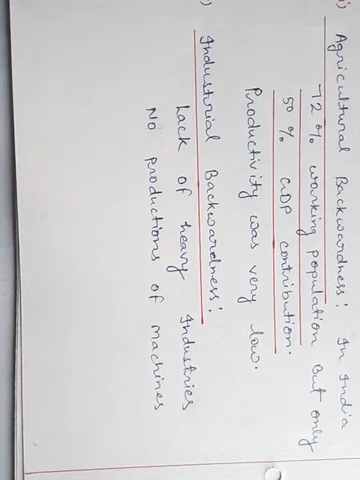 i) Agricultural Backwardness! In India
72% working population But only
50% GDP contribution.
Productivity was very low.
) Industrial Backwardness!
Lack of heavy Industries
No productions of Machines